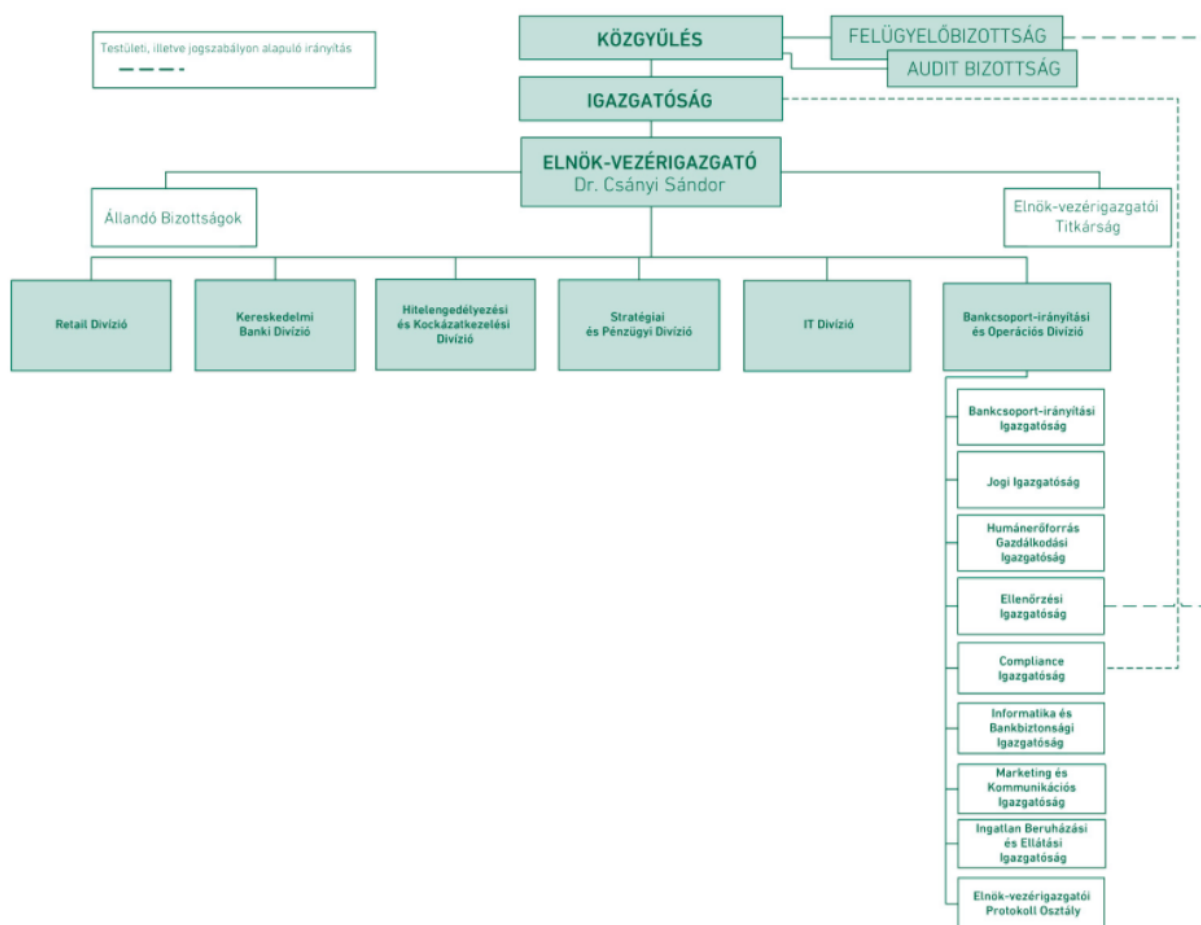 Testületi, illetve jogszabályon alapuló irányítás
KÖZGYŰLÉS
FELÜGYELŐBIZOTTSÁG
AUDIT BIZOTTSÁG
IGAZGATÓSÁG
ELNÖK-VEZÉRIGAZGATÓ
Dr. Csányi Sándor
Állandó Bizottságok
Elnök-vezérigazgatói
Titkárság
Retail Divízió
Kereskedelmi
Banki Divízió
Hitelengedélyezési
és Kockázatkezelési
Divízió
Stratégiai
és Pénzügyi Divízió
IT Divízió
Bankcsoport-irányítási
és Operációs Divízió
Bankcsoport-irányítási
Igazgatóság
Jogi Igazgatóság
Humánerőforrás
Gazdálkodási
Igazgatóság
Ellenőrzési
Igazgatóság
Compliance
Igazgatóság
Informatika és
Bankbiztonsági
Igazgatóság
Marketing és
Kommunikációs
Igazgatóság
Ingatlan Beruházási
és Ellátási
Igazgatóság
Elnök-vezérigazgatói
Protokoll Osztály